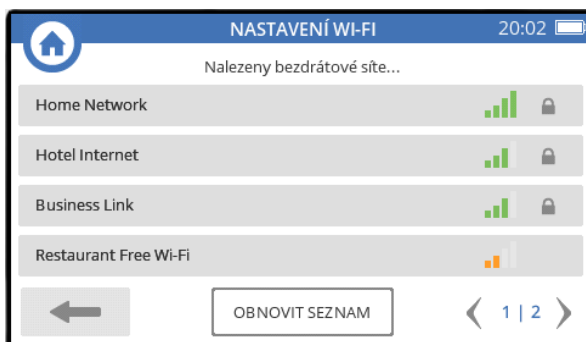 NASTAVENÍ WI-FI 20:02
Nalezeny bezdrátové síte...
Home Network
Hotel Internet
Business Link
Restaurant Free Wi-Fi
OBNOVIT SEZNAM 1 | 2